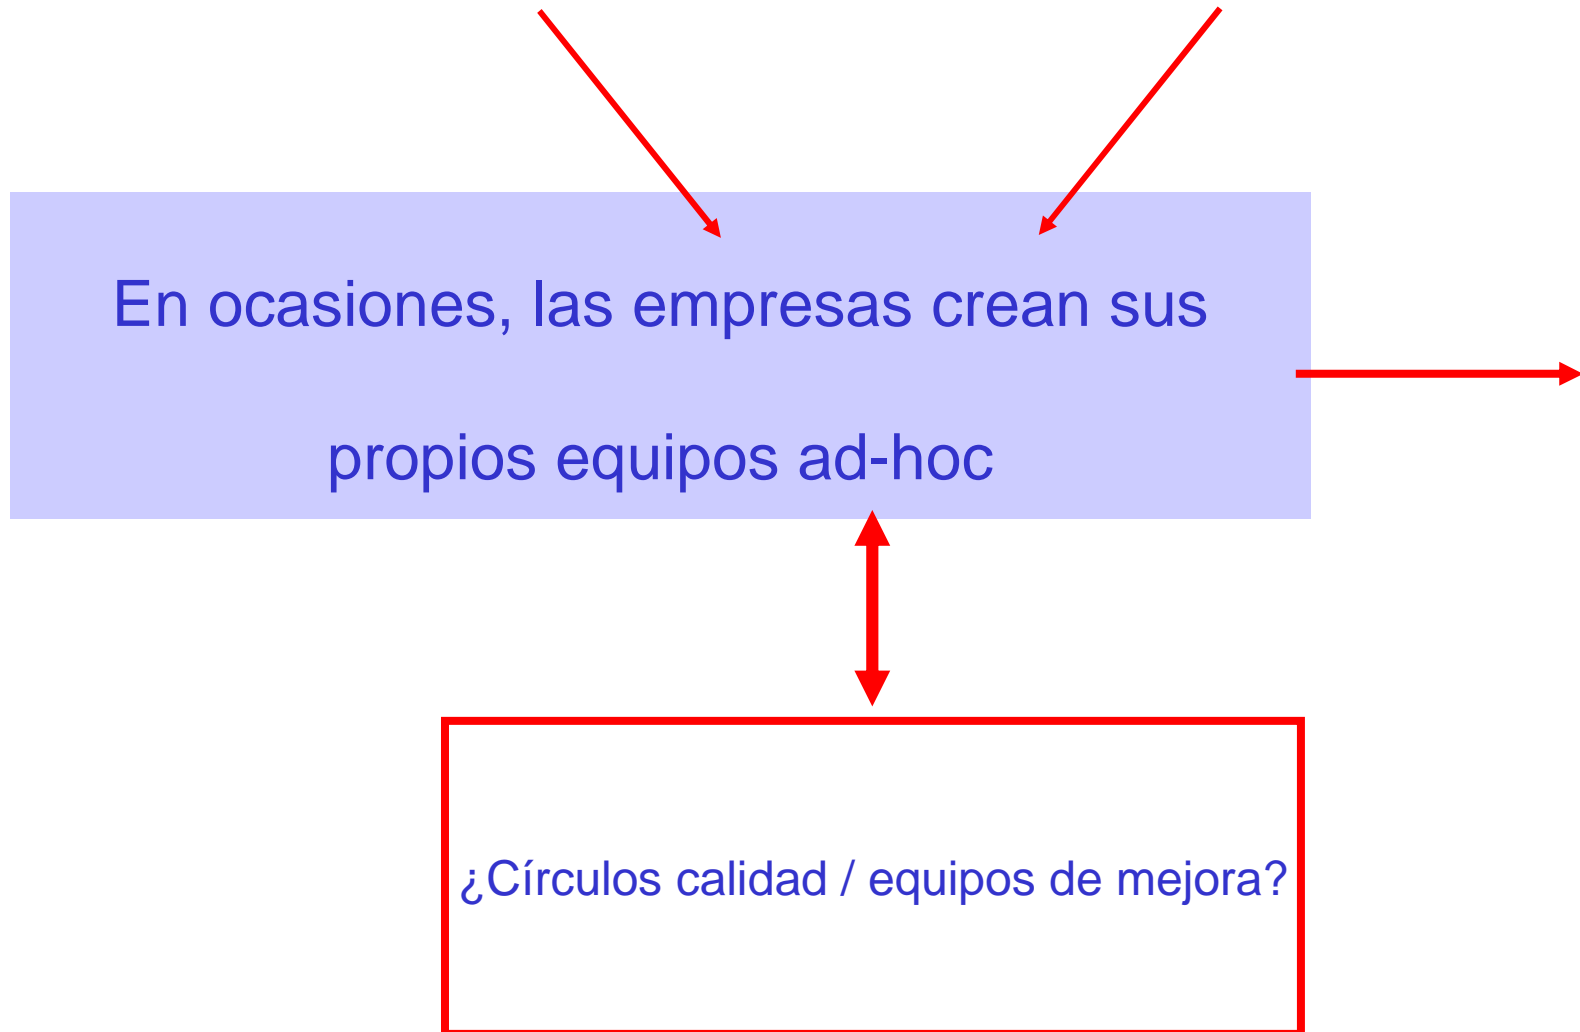 En ocasiones, las empresas crean sus
propios equipos ad-hoc
¿Círculos calidad / equipos de mejora?